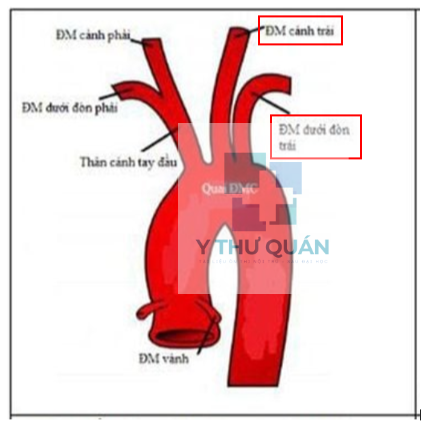 ĐM cảnh phải
ĐM cảnh trái
ĐM dưới đòn phải
ĐM dưới đòn
trái
Thân cảnh tay đầu
Quai ĐMC
Y THƯ QUÁN
ĐM vành